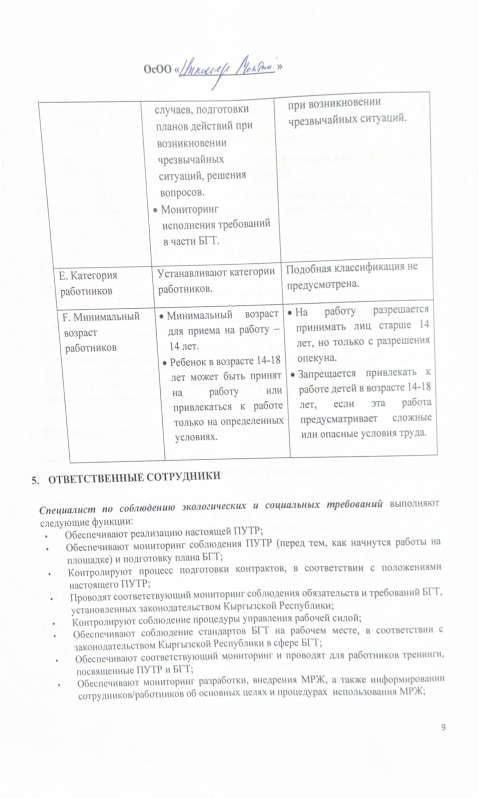 ОсОО « »
случаев, подготовки
планов действий при
возникновении
чрезвычайных
ситуаций, решения
вопросов.
• Мониторинг
исполнения требований
в части БГТ.
при возникновении
чрезвычайных ситуаций.
E. Категория
работников
Устанавливают категории
работников.
Подобная классификация не
предусмотрена.
F. Минимальный
возраст
работников
• Минимальный возраст
для приема на работу –
14 лет.
• Ребенок в возрасте 14-18
лет может быть принят
на работу или
привлекаться к работе
только на определенных
условиях.
• На работу разрешается
принимать лиц старше 14
лет, но только с разрешения
опекуна.
• Запрещается привлекать к
работе детей в возрасте 14-18
лет, если эта работа
предусматривает сложные
или опасные условия труда.
5. ОТВЕТСТВЕННЫЕ СОТРУДНИКИ
Специалист по соблюдению экологических и социальных требований выполняют
следующие функции:
• Обеспечивают реализацию настоящей ПУТР;
• Обеспечивают мониторинг соблюдения ПУТР (перед тем, как начнутся работы на
площадке) и подготовку плана БГТ;
• Контролируют процесс подготовки контрактов, в соответствии с положениями
настоящего ПУТР;
• Проводят соответствующий мониторинг соблюдения обязательств и требований БГТ,
установленных законодательством Кыргызской Республики;
• Контролируют соблюдение процедуры управления рабочей силой;
• Обеспечивают соблюдение стандартов БГТ на рабочем месте, в соответствии с
законодательством Кыргызской Республики в сфере БГТ;
• Обеспечивают соответствующий мониторинг и проводят для работников тренинги,
посвященные ПУТР и БГТ;
• Обеспечивают мониторинг разработки, внедрения МРЖ, а также информировании
сотрудников/работников об основных целях и процедурах использования МРЖ;
9